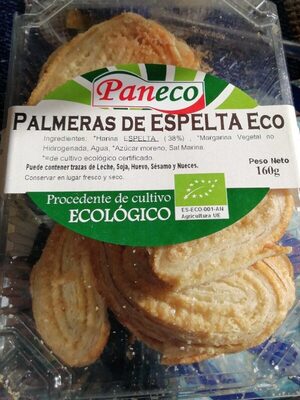 Paneco
PALMERAS DE ESPELTA ECO
Ingredientes: *Harina ESPELTA (38%), *Margarina Vegetal no
Hidrogenada, Agua, *Azúcar moreno, Sal Marina.
*=de cultivo ecológico certificado.
Puede contener trazas de Leche, Soja, Huevo, Sésamo y Nueces.
Conservar en lugar fresco y seco.
Peso Neto
160g
Procedente de cultivo
ECOLÓGICO
ES-ECO-001-AN
Agricultura UE